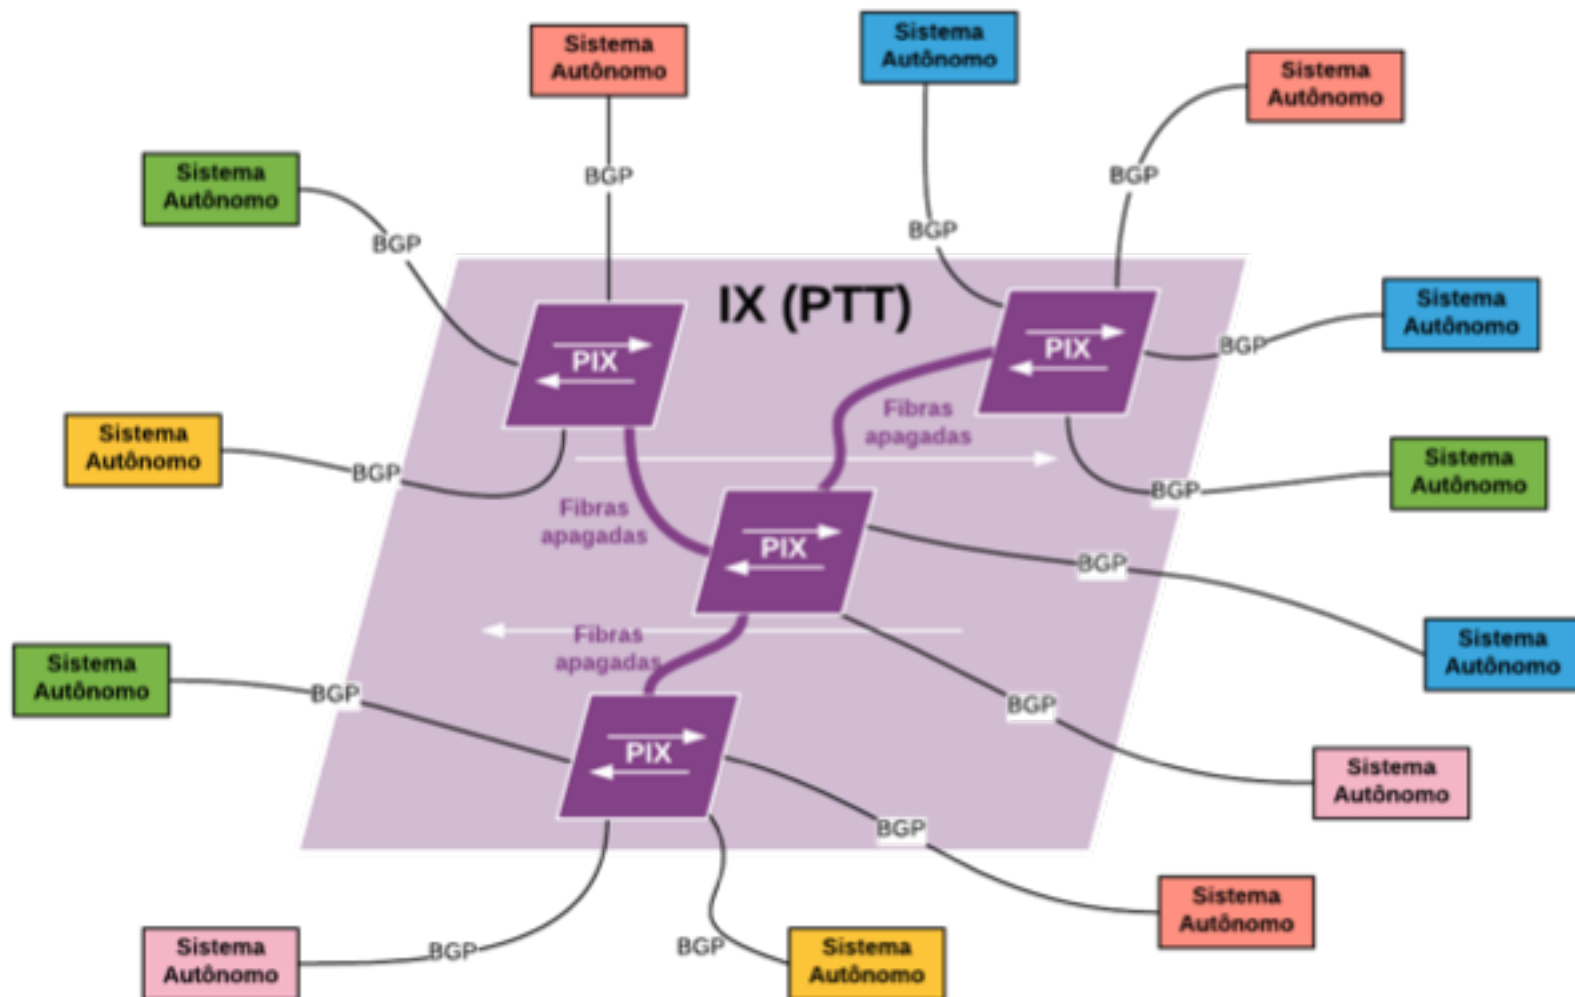 Sistema
Autônomo
Sistema
Autônomo
Sistema
Autônomo
Sistema
Autônomo
BGP
BGP
BGP
BGP
IX (PTT)
Sistema
Autônomo
BGP
PIX
PIX
Fibras
apagadas
Sistema
Autônomo
BGP
Sistema
Autônomo
BGP
Fibras
apagadas
PIX
BGP
Sistema
Autônomo
BGP
Fibras
apagadas
Sistema
Autônomo
BGP
BGP
PIX
Sistema
Autônomo
BGP
Sistema
Autônomo
Sistema
Autônomo
BGP
BGP
Sistema
Autônomo